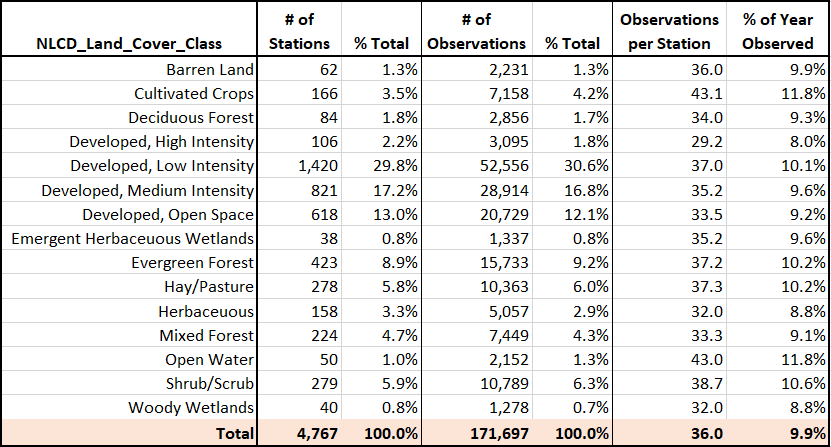 NLCD_Land_Cover_Class # of Stations % Total # of Observations % Total Observations per Station % of Year Observed
Barren Land 62 1.3% 2,231 1.3% 36.0 9.9%
Cultivated Crops 166 3.5% 7,158 4.2% 43.1 11.8%
Deciduous Forest 84 1.8% 2,856 1.7% 34.0 9.3%
Developed, High Intensity 106 2.2% 3,095 1.8% 29.2 8.0%
Developed, Low Intensity 1,420 29.8% 52,556 30.6% 37.0 10.1%
Developed, Medium Intensity 821 17.2% 28,914 16.8% 35.2 9.6%
Developed, Open Space 618 13.0% 20,729 12.1% 33.5 9.2%
Emergent Herbaceuous Wetlands 38 0.8% 1,337 0.8% 35.2 9.6%
Evergreen Forest 423 8.9% 15,733 9.2% 37.2 10.2%
Hay/Pasture 278 5.8% 10,363 6.0% 37.3 10.2%
Herbaceuous 158 3.3% 5,057 2.9% 32.0 8.8%
Mixed Forest 224 4.7% 7,449 4.3% 33.3 9.1%
Open Water 50 1.0% 2,152 1.3% 43.0 11.8%
Shrub/Scrub 279 5.9% 10,789 6.3% 38.7 10.6%
Woody Wetlands 40 0.8% 1,278 0.7% 32.0 8.8%
Total 4,767 100.0% 171,697 100.0% 36.0 9.9%